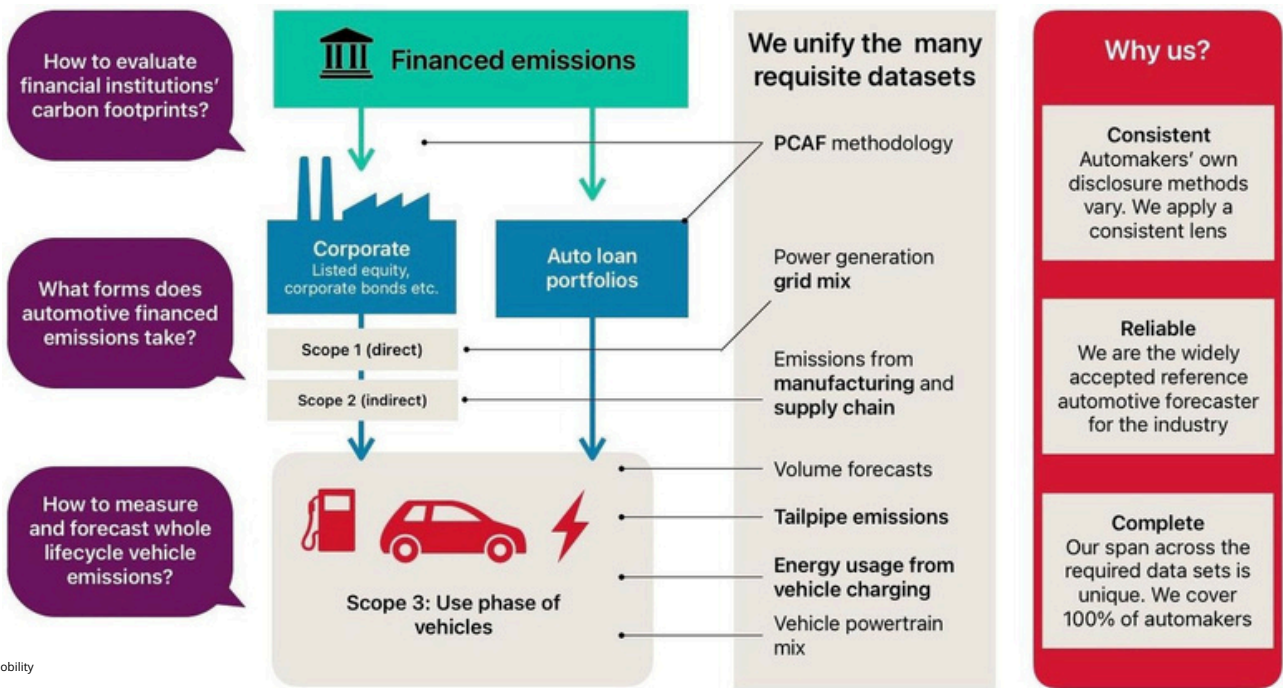 How to evaluate
financial institutions'
carbon footprints?
What forms does
automotive financed
emissions take?
How to measure
and forecast whole
lifecycle vehicle
emissions?
Financed emissions
Corporate
Listed equity,
corporate bonds etc.
Auto loan
portfolios
Scope 1 (direct)
Scope 2 (indirect)
Scope 3: Use phase of
vehicles
We unify the many
requisite datasets
PCAF methodology
Power generation
grid mix
Emissions from
manufacturing and
supply chain
Volume forecasts
Tailpipe emissions
Energy usage from
vehicle charging
Vehicle powertrain
mix
Why us?
Consistent
Automakers' own
disclosure methods
vary. We apply a
consistent lens
Reliable
We are the widely
accepted reference
automotive forecaster
for the industry
Complete
Our span across the
required data sets is
unique. We cover
100% of automakers
obility